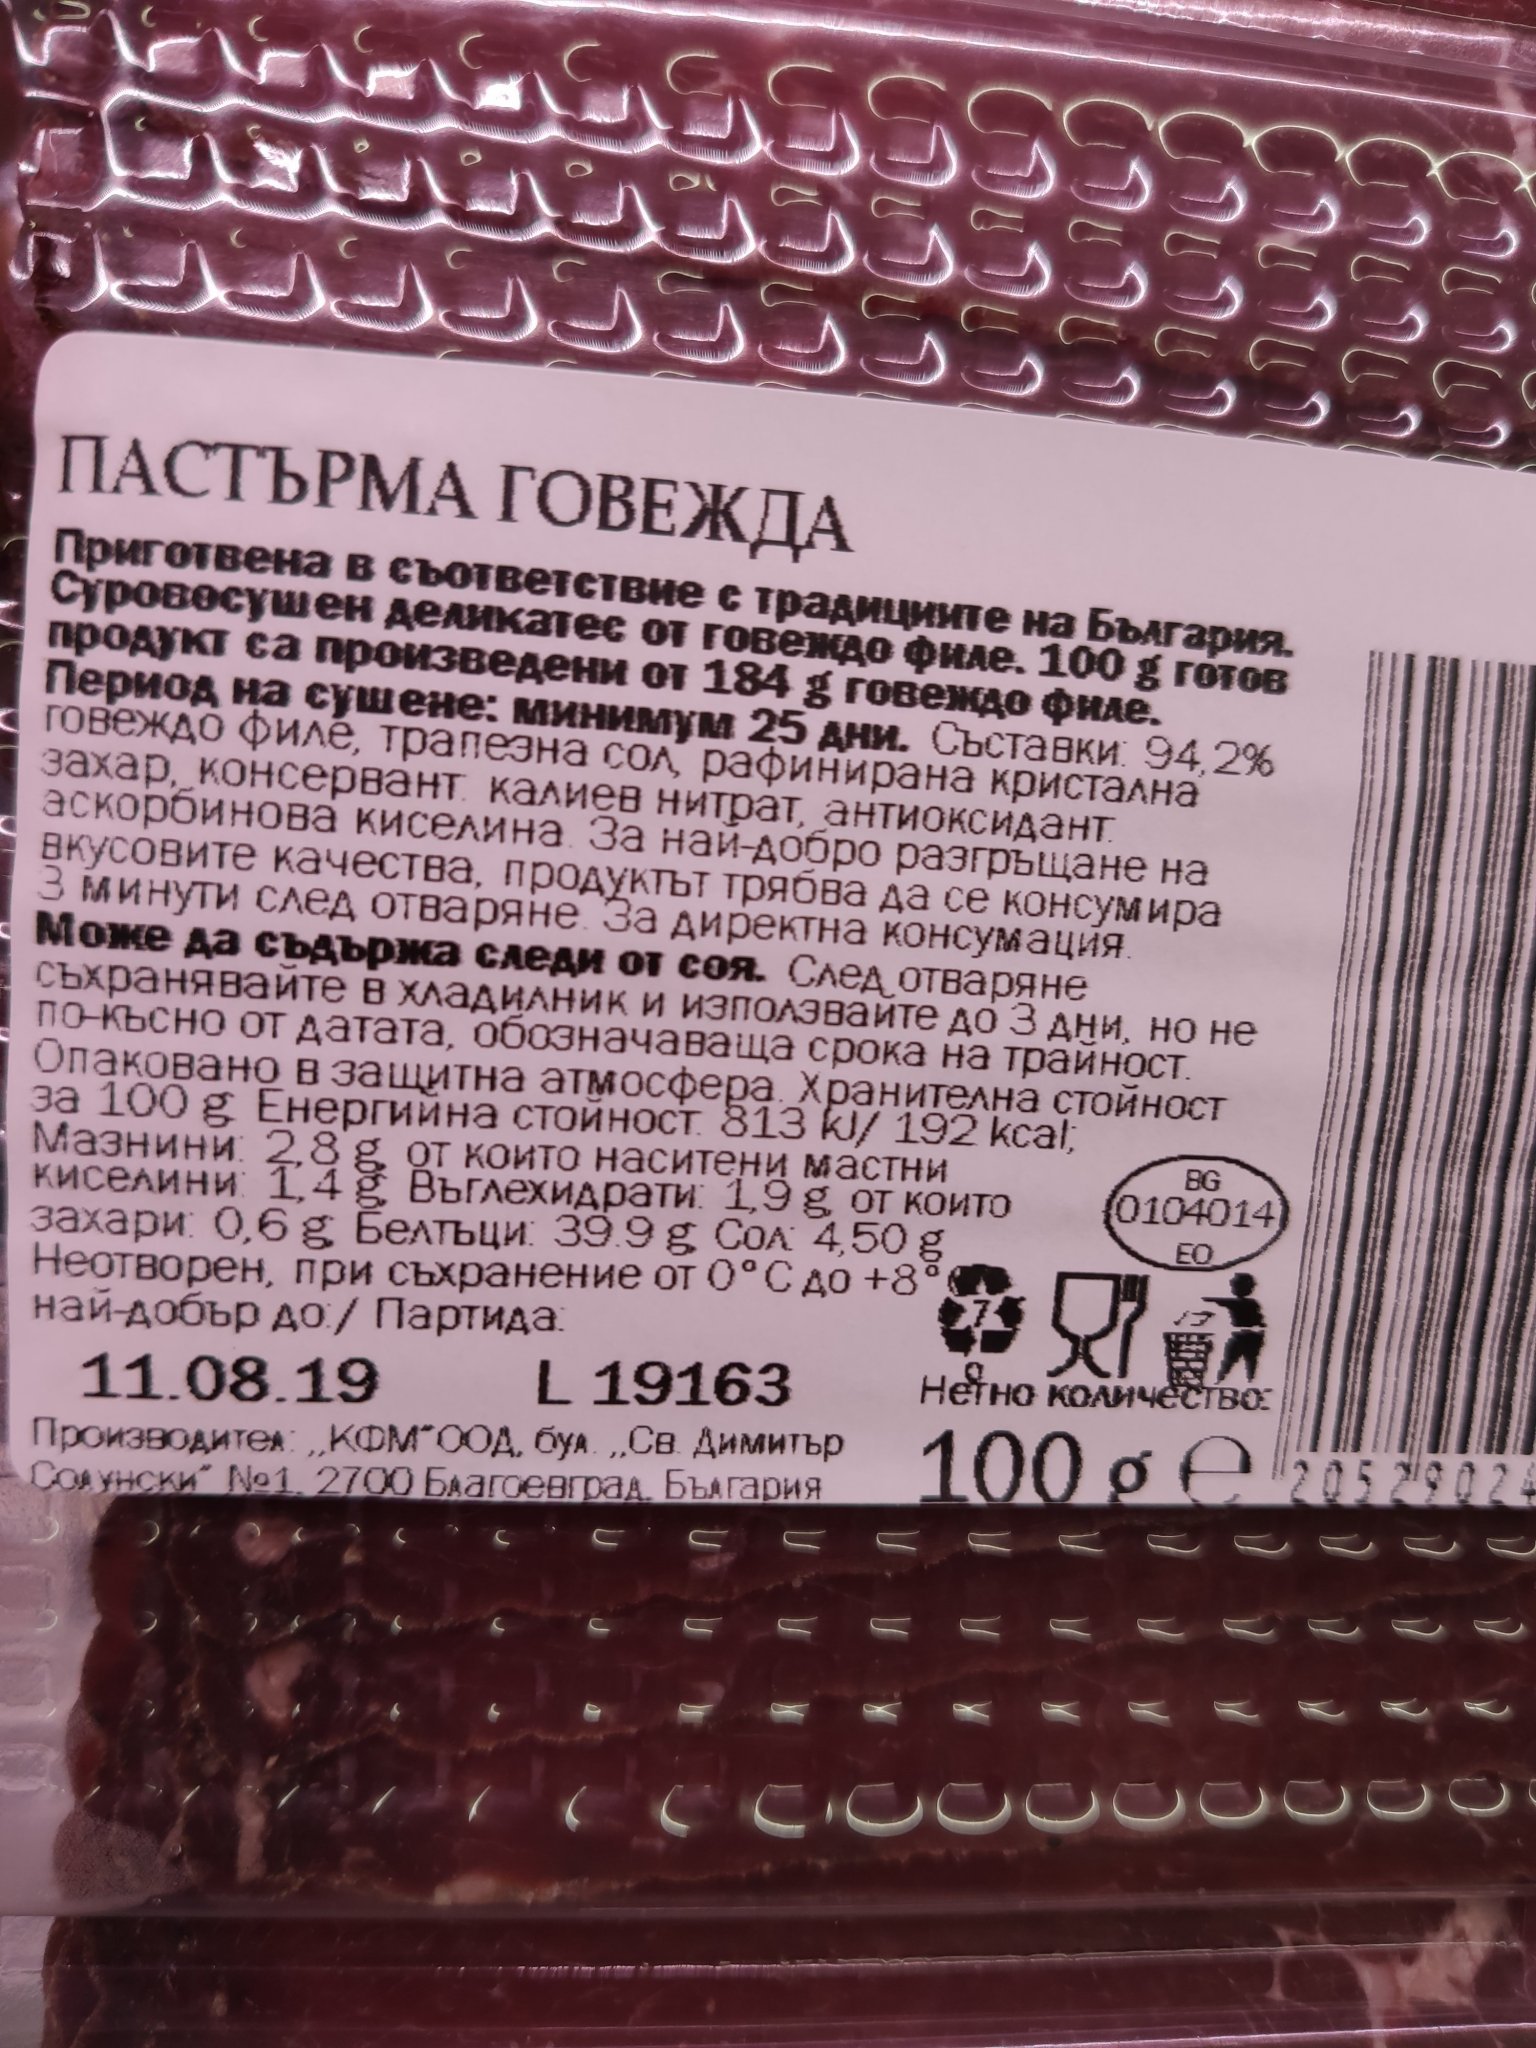 ПАСТЪРМА ГОВЕЖДА
Приготвена в съответствие с традициите на България.
Суровосушен деликатес от говеждо филе. 100 g готов
продукт са произведени от 184 g говеждо филе.
Период на сушене: минимум 25 дни. Съставки: 94,2%
говеждо филе, трапезна сол, рафинирана кристална
захар, консервант: калиев нитрат, антиоксидант:
аскорбинова киселина. За най-добро разгръщане на
вкусовите качества, продуктът трябва да се консумира
3 минути след отваряне. За директна консумация.
Може да съдържа следи от соя. След отваряне
съхранявайте в хладилник и използвайте до 3 дни, но не
по-късно от датата, обозначаваща срока на трайност.
Опаковано в защитна атмосфера. Хранителна стойност
за 100 g: Енергийна стойност: 813 kJ/ 192 kcal;
Мазнини: 2,8 g, от които наситени мастни
киселини: 1,4 g; Въглехидрати: 1,9 g, от които
захари: 0,6 g; Белтъци: 39.9 g; Сол: 4,50 g
Неотворен, при съхранение от 0°C до +8°
най-добър до:/ Партида:
11.08.19 L 19163
Производител: „КФМ“ООД, бул. „Св. Димитър
Солунски“ №1, 2700 Благоевград, България
BG
0104014
EO
7
Нетно количество:
100 g e
2052902